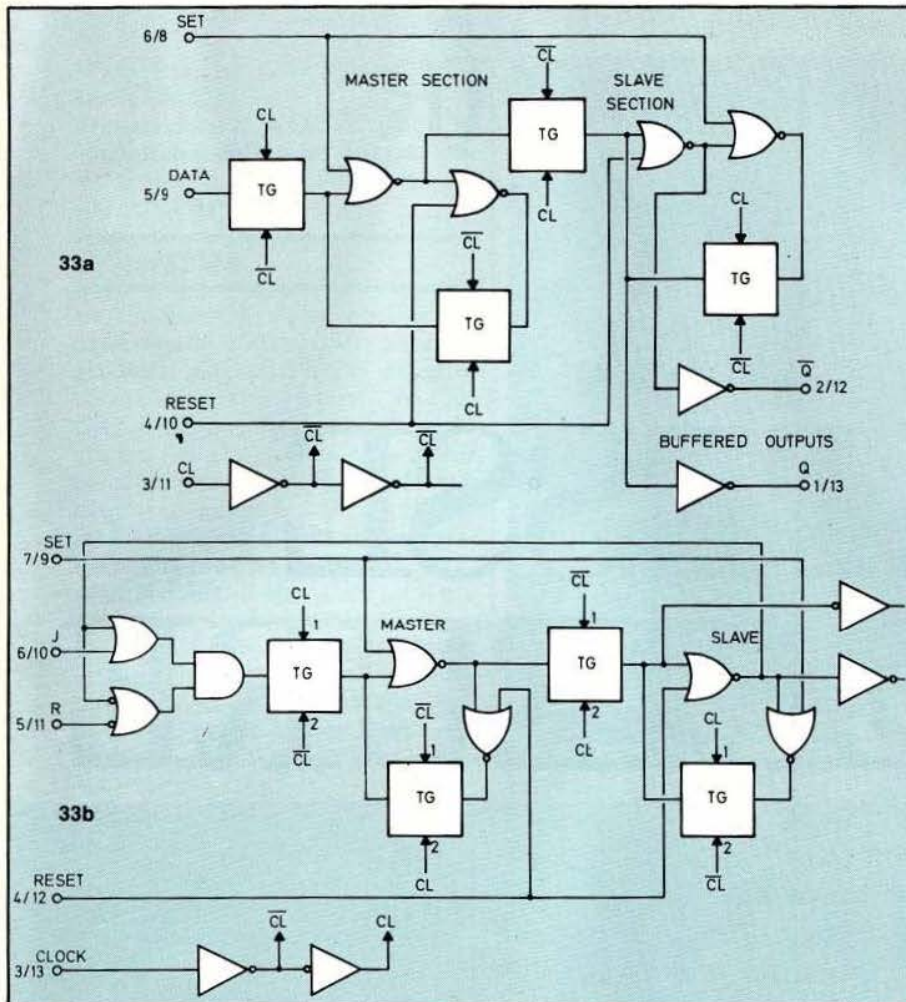 SET
6/8
MASTER SECTION
CL
SLAVE SECTION
CL
TG
DATA
5/9
TG
CL
CL
CL
33a
CL
TG
TG
CL
CL
Q
2/12
RESET
4/10
CL
CL
CL
BUFFERED OUTPUTS
CL
3/11
Q
1/13
SET
7/9
CL
1
MASTER
CL
1
SLAVE
J
6/10
TG
TG
R
5/11
2
CL
CL
1
2
CL
CL
1
TG
TG
33b
2
CL
2
CL
RESET
4/12
CL
CL
CLOCK
3/13